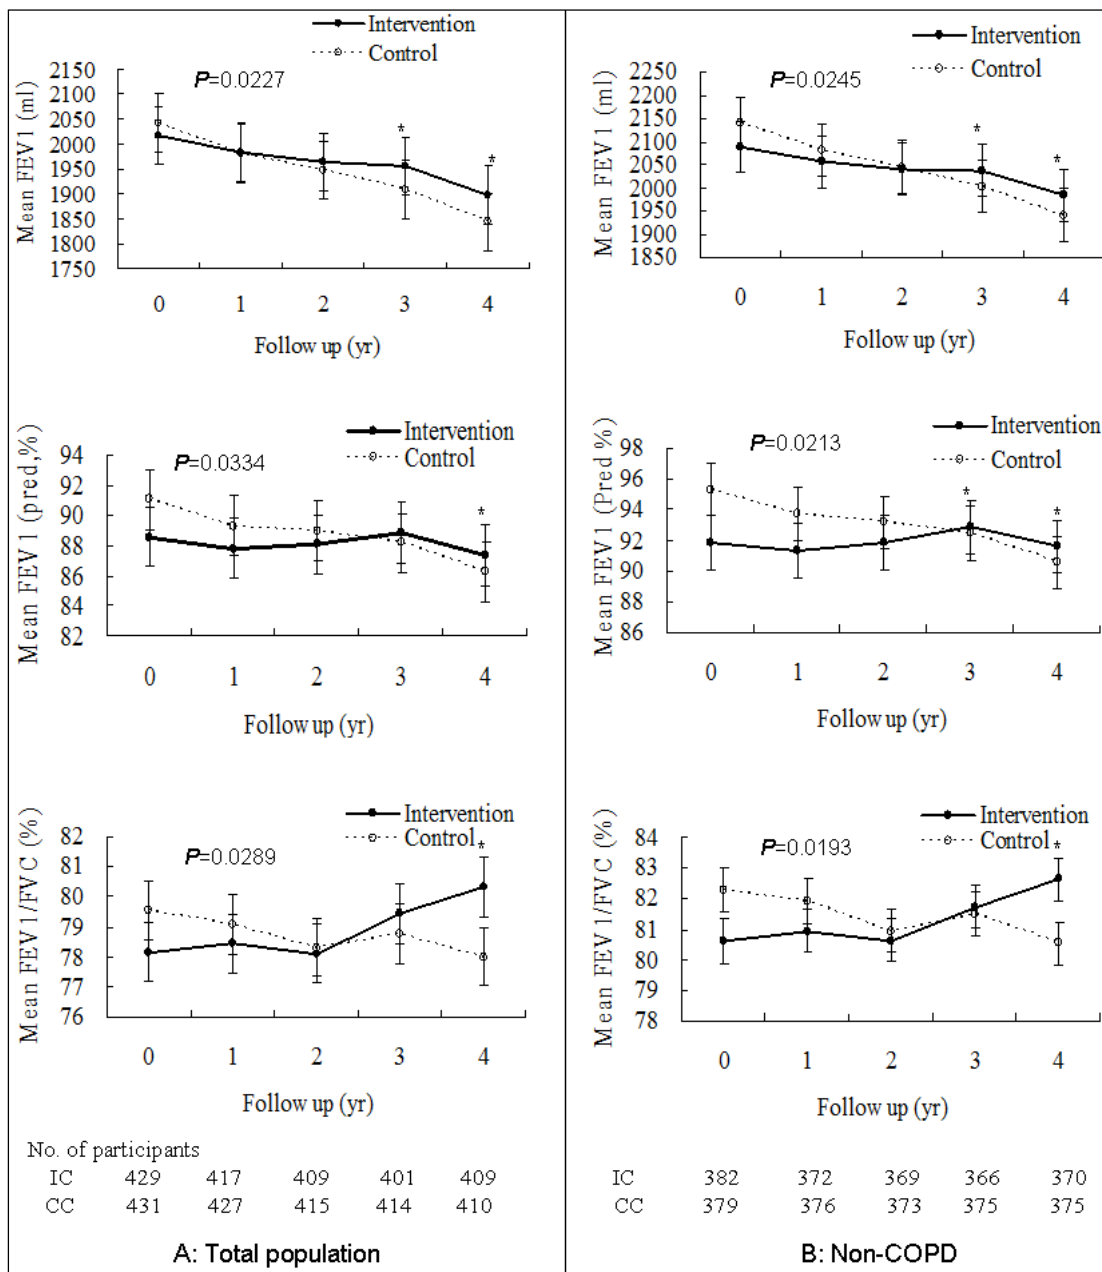 Intervention
Control
Mean FEV1 (ml)
2150
2100
2050
2000
1950
1900
1850
1800
1750
P=0.0227
*
*
0 1 2 3 4
Follow up (yr)
Intervention
Control
Mean FEV1 (pred,%)
94
92
90
88
86
84
82
P=0.0334
*
0 1 2 3 4
Follow up (yr)
Intervention
Control
Mean FEV1/FVC (%)
82
81
80
79
78
77
76
P=0.0289
*
0 1 2 3 4
Follow up (yr)
No. of participants
IC 429 417 409 401 409
CC 431 427 415 414 410
A: Total population
Intervention
Control
Mean FEV1 (ml)
2250
2200
2150
2100
2050
2000
1950
1900
1850
P=0.0245
*
*
0 1 2 3 4
Follow up (yr)
Intervention
Control
Mean FEV1 (Pred %)
98
96
94
92
90
88
86
P=0.0213
*
*
0 1 2 3 4
Follow up (yr)
Intervention
Control
Mean FEV1/FVC (%)
84
83
82
81
80
79
78
P=0.0193
*
0 1 2 3 4
Follow up (yr)
IC 382 372 369 366 370
CC 379 376 373 375 375
B: Non-COPD